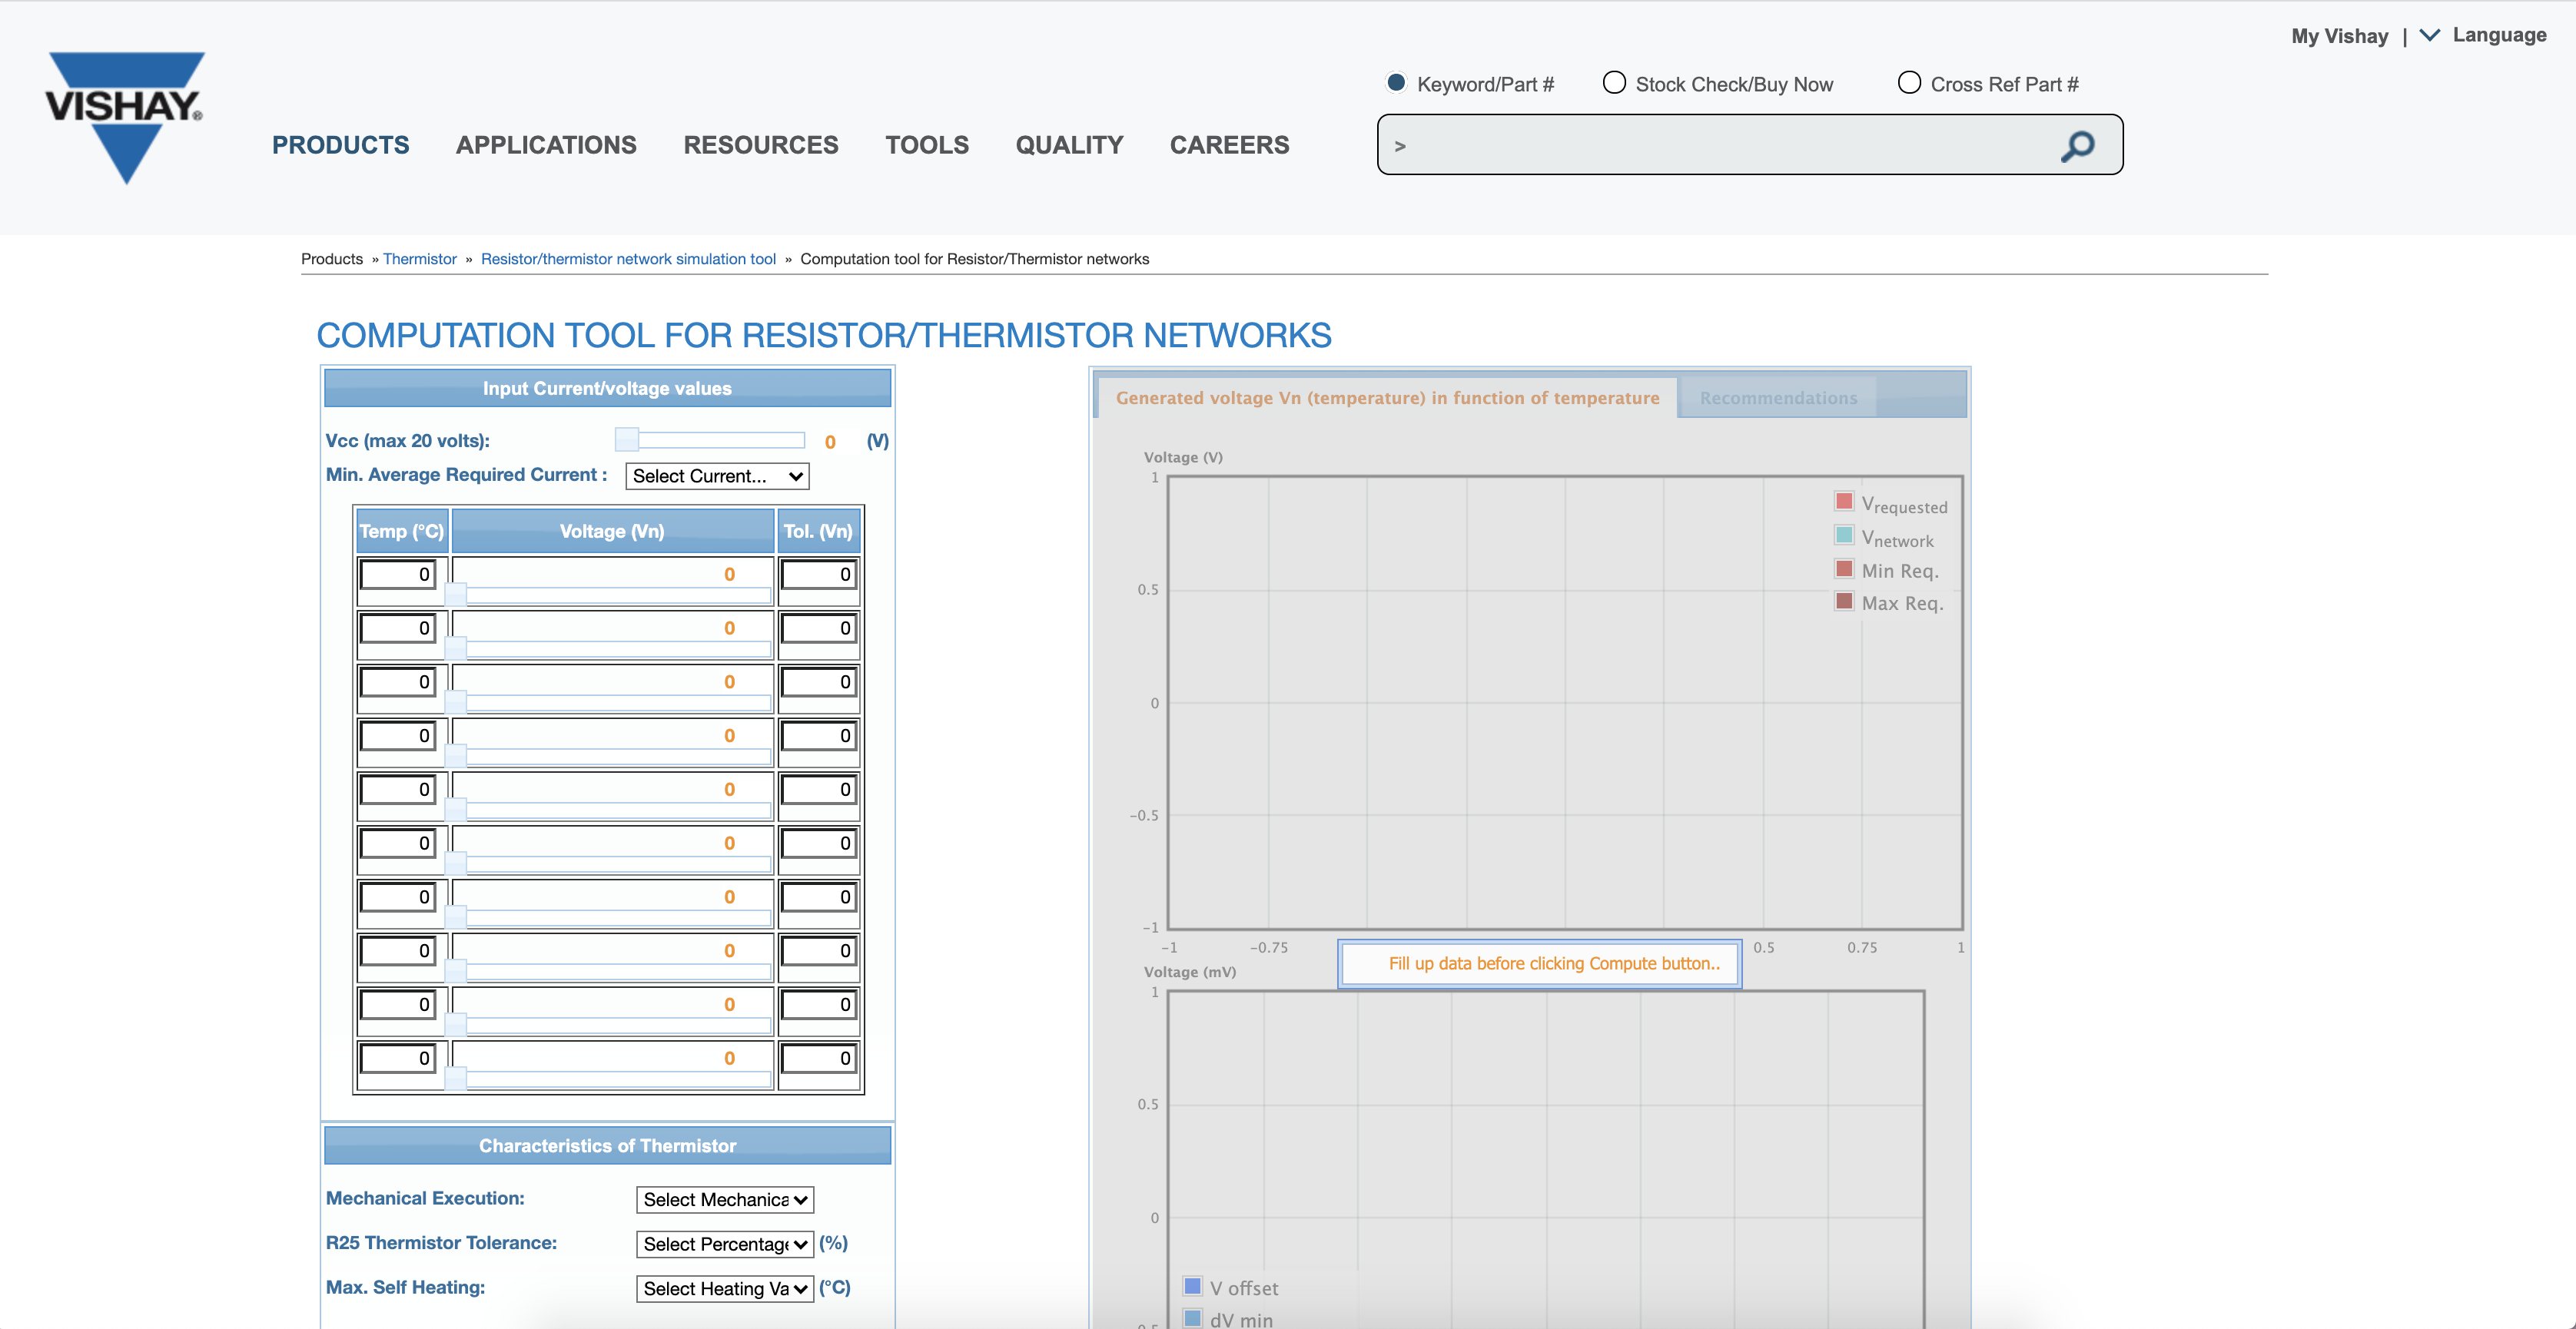 My Vishay | Language
VISHAY®
Keyword/Part # Stock Check/Buy Now Cross Ref Part #
PRODUCTS APPLICATIONS RESOURCES TOOLS QUALITY CAREERS
>
Products » Thermistor » Resistor/thermistor network simulation tool » Computation tool for Resistor/Thermistor networks
COMPUTATION TOOL FOR RESISTOR/THERMISTOR NETWORKS
Input Current/voltage values
Vcc (max 20 volts): 0 (V)
Min. Average Required Current : Select Current...
Temp (°C) Voltage (Vn) Tol. (Vn)
0 0 0
0 0 0
0 0 0
0 0 0
0 0 0
0 0 0
0 0 0
0 0 0
0 0 0
0 0 0
Characteristics of Thermistor
Mechanical Execution: Select Mechanica
R25 Thermistor Tolerance: Select Percentage (%)
Max. Self Heating: Select Heating Va (°C)
Generated voltage Vn (temperature) in function of temperature Recommendations
Voltage (V)
1
0.5
0
-0.5
-1
Vrequested
Vnetwork
Min Req.
Max Req.
-1 -0.75 0.5 0.75 1
Fill up data before clicking Compute button..
Voltage (mV)
1
0.5
0
V offset
dV min